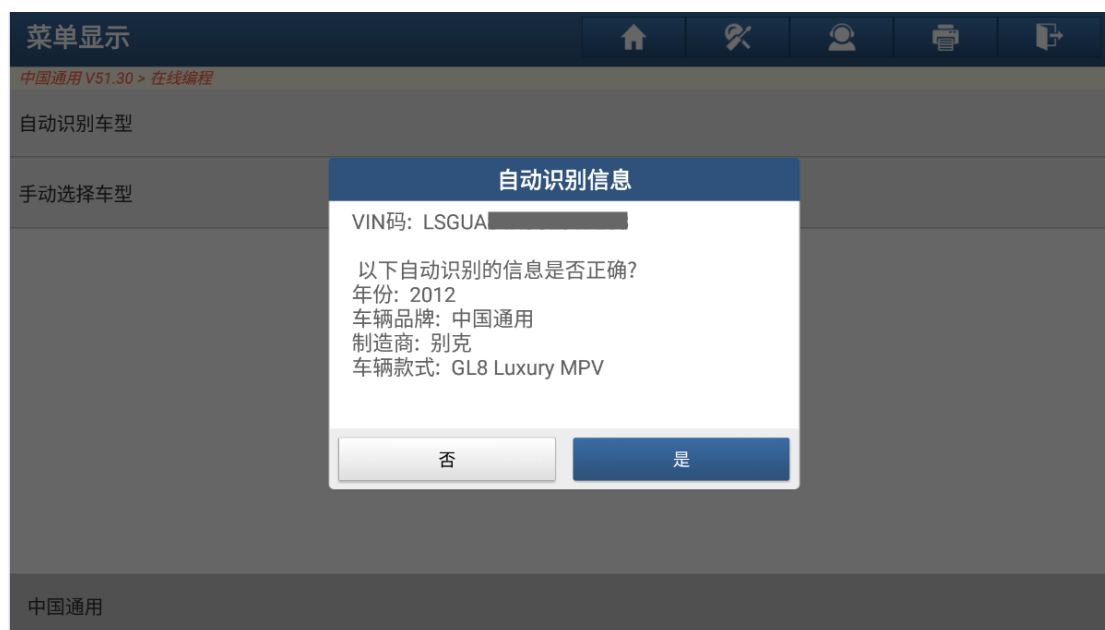 菜单显示
中国通用 V51.30 > 在线编程
自动识别车型
手动选择车型
自动识别信息
VIN码: LSGUA
以下自动识别的信息是否正确?
年份: 2012
车辆品牌: 中国通用
制造商: 别克
车辆款式: GL8 Luxury MPV
否
是
中国通用